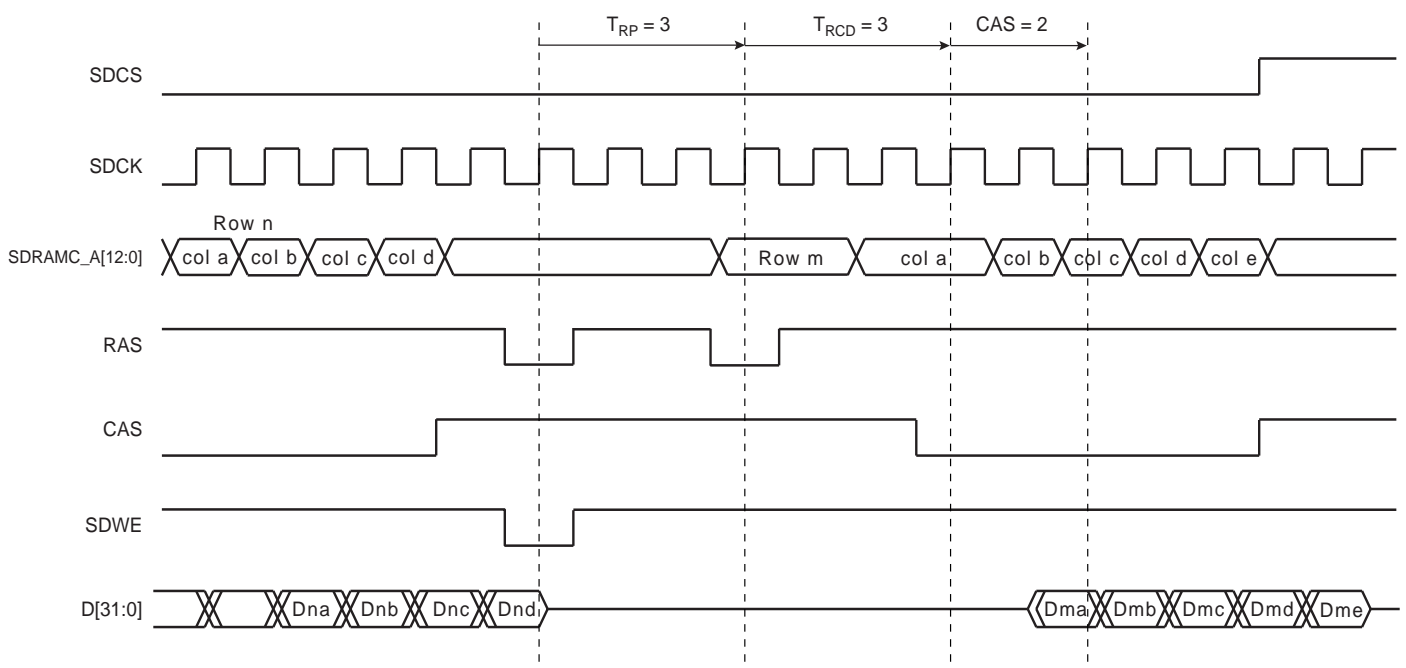 T_RP = 3 T_RCD = 3 CAS = 2
SDCS
SDCK
Row n
SDRAMC_A[12:0] col a col b col c col d Row m col a col b col c col d col e
RAS
CAS
SDWE
D[31:0] Dna Dnb Dnc Dnd Dma Dmb Dmc Dmd Dme